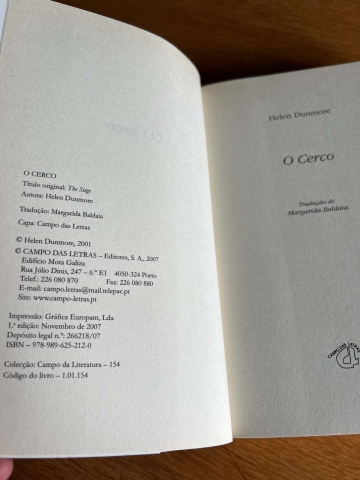 O CERCO
Título original: The Siege
Autora: Helen Dunmore
Tradução: Margarida Baldaia
Capa: Campo das Letras
© Helen Dunmore, 2001
© CAMPO DAS LETRAS – Editores, S. A., 2007
Edifício Mota Galiza
Rua Júlio Dinis, 247 – 6.º E1 4050-324 Porto
Telef.: 226 080 870 Fax: 226 080 880
E-mail: campo.letras@mail.telepac.pt
Site: www.campo-letras.pt
Impressão: Gráfica Europam, Lda.
1.ª edição: Novembro de 2007
Depósito legal n.º: 266218/07
ISBN – 978-989-625-212-0
Colecção: Campo da Literatura – 154
Código do livro – 1.01.154
Helen Dunmore
O Cerco
Tradução de
Margarida Baldaia
CAMPO DAS LETRAS